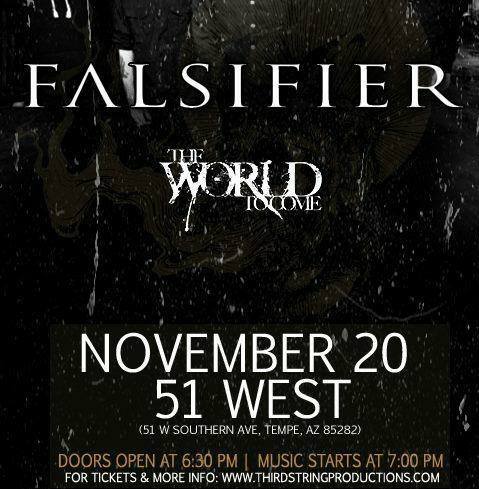 FALSIFIER
THE
WORLD
TO COME
NOVEMBER 20
51 WEST
(51 W SOUTHERN AVE, TEMPE, AZ 85282)
DOORS OPEN AT 6:30 PM | MUSIC STARTS AT 7:00 PM
FOR TICKETS & MORE INFO: WWW.THIRDSTRINGPRODUCTIONS.COM